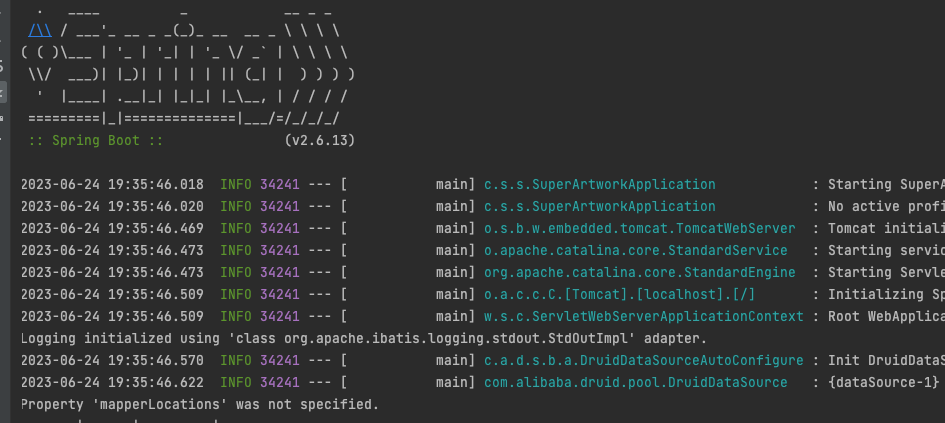 .   ____          _            __ _ _
 /\\ / ___'_ __ _ _(_)_ __  __ _ \ \ \ \
( ( )\___ | '_ | '_| | '_ \/ _` | \ \ \ \
 \\/  ___)| |_)| | | | | || (_| |  ) ) ) )
  '  |____| .__|_| |_|_| |_\__, | / / / /
 =========|_|==============|___/=/_/_/_/
 :: Spring Boot ::               (v2.6.13)
2023-06-24 19:35:46.018  INFO 34241 --- [           main] c.s.s.SuperArtworkApplication            : Starting SuperA
2023-06-24 19:35:46.020  INFO 34241 --- [           main] c.s.s.SuperArtworkApplication            : No active profi
2023-06-24 19:35:46.469  INFO 34241 --- [           main] o.s.b.w.embedded.tomcat.TomcatWebServer  : Tomcat initiali
2023-06-24 19:35:46.473  INFO 34241 --- [           main] o.apache.catalina.core.StandardService   : Starting servic
2023-06-24 19:35:46.473  INFO 34241 --- [           main] org.apache.catalina.core.StandardEngine  : Starting Servle
2023-06-24 19:35:46.509  INFO 34241 --- [           main] o.a.c.c.C.[Tomcat].[localhost].[/]       : Initializing Sp
2023-06-24 19:35:46.509  INFO 34241 --- [           main] w.s.c.ServletWebServerApplicationContext : Root WebApplica
Logging initialized using 'class org.apache.ibatis.logging.stdout.StdOutImpl' adapter.
2023-06-24 19:35:46.570  INFO 34241 --- [           main] c.a.d.s.b.a.DruidDataSourceAutoConfigure : Init DruidDataS
2023-06-24 19:35:46.622  INFO 34241 --- [           main] com.alibaba.druid.pool.DruidDataSource   : {dataSource-1}
Property 'mapperLocations' was not specified.